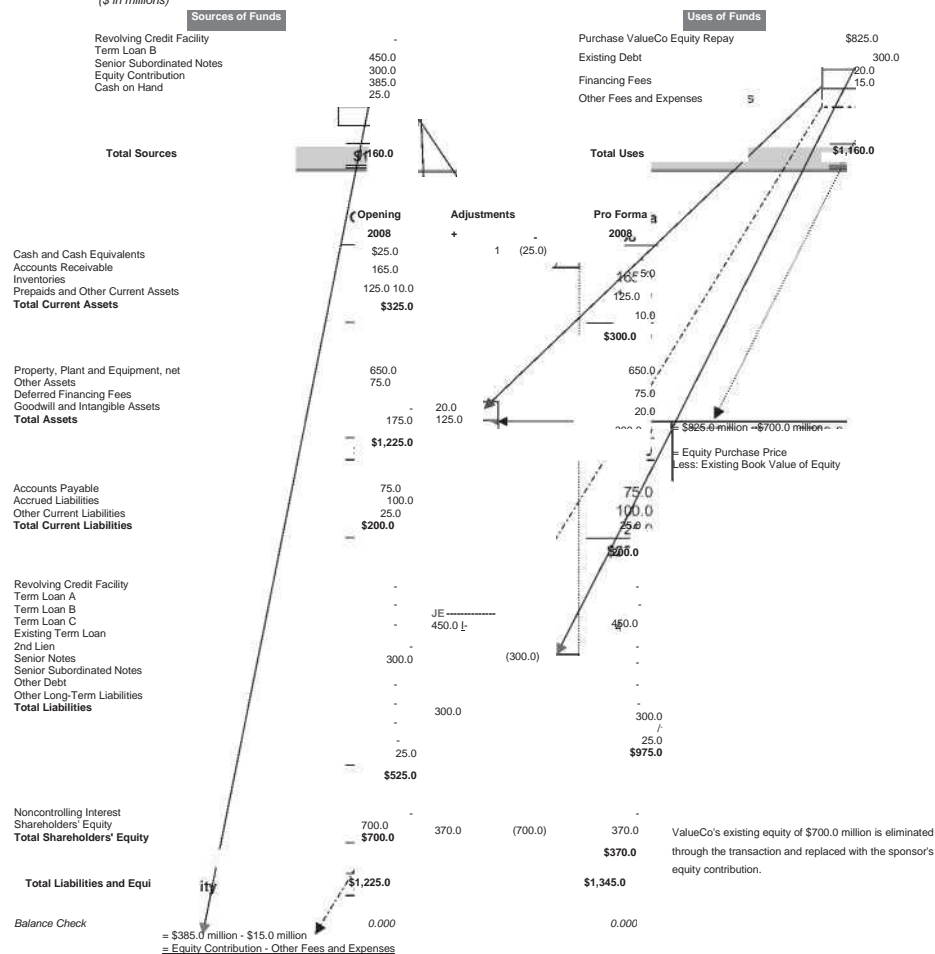 ($ in millions)
Sources of Funds
Uses of Funds
Revolving Credit Facility -
Term Loan B 450.0
Senior Subordinated Notes 300.0
Equity Contribution 385.0
Cash on Hand 25.0
Purchase ValueCo Equity Repay $825.0
Existing Debt 300.0
20.0
Financing Fees 15.0
Other Fees and Expenses
Total Sources 160.0
Total Uses $1,160.0
Opening Adjustments Pro Forma
2008 + - 2008
Cash and Cash Equivalents $25.0 1 (25.0)
Accounts Receivable 165.0
Inventories
Prepaids and Other Current Assets 125.0 10.0 125.0
Total Current Assets $325.0 10.0
$300.0
Property, Plant and Equipment, net 650.0 650.0
Other Assets 75.0
Deferred Financing Fees 75.0
Goodwill and Intangible Assets - 20.0 20.0
Total Assets 175.0 125.0
= $825.0 million - $700.0 million
$1,225.0
= Equity Purchase Price
Less: Existing Book Value of Equity
Accounts Payable 75.0 75.0
Accrued Liabilities 100.0 100.0
Other Current Liabilities 25.0 25.0
Total Current Liabilities $200.0
200.0
Revolving Credit Facility - -
Term Loan A
Term Loan B - - JE --------------
Term Loan C - 450.0 I- 450.0
Existing Term Loan
2nd Lien
Senior Notes 300.0 (300.0)
Senior Subordinated Notes
Other Debt
Other Long-Term Liabilities
Total Liabilities
300.0 300.0
25.0
25.0 $975.0
$525.0
Noncontrolling Interest - -
Shareholders' Equity 700.0 370.0 (700.0) 370.0
Total Shareholders' Equity $700.0
$370.0
ValueCo's existing equity of $700.0 million is eliminated
through the transaction and replaced with the sponsor's
equity contribution.
Total Liabilities and Equi ity $1,225.0 $1,345.0
Balance Check 0.000 0.000
= $385.0 million - $15.0 million
= Equity Contribution - Other Fees and Expenses